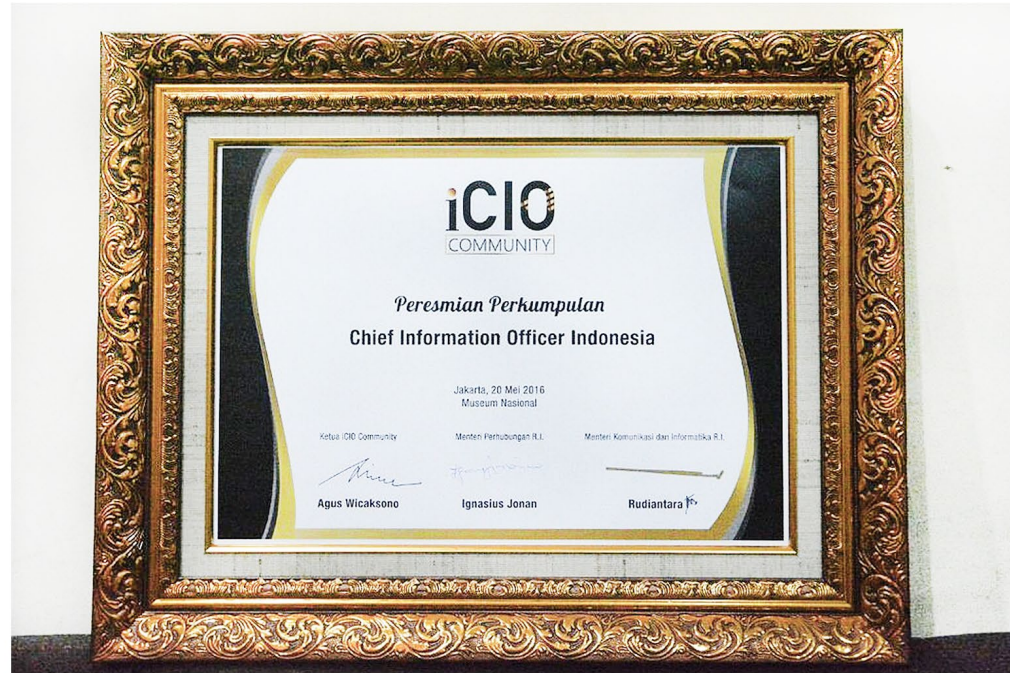 iCIO
COMMUNITY
Peresmian Perkumpulan
Chief Information Officer Indonesia
Jakarta, 20 Mei 2016
Museum Nasional
Ketua iCIO Community Menteri Perhubungan R.I. Menteri Komunikasi dan Informatika R.I.
Agus Wicaksono Ignasius Jonan Rudiantara